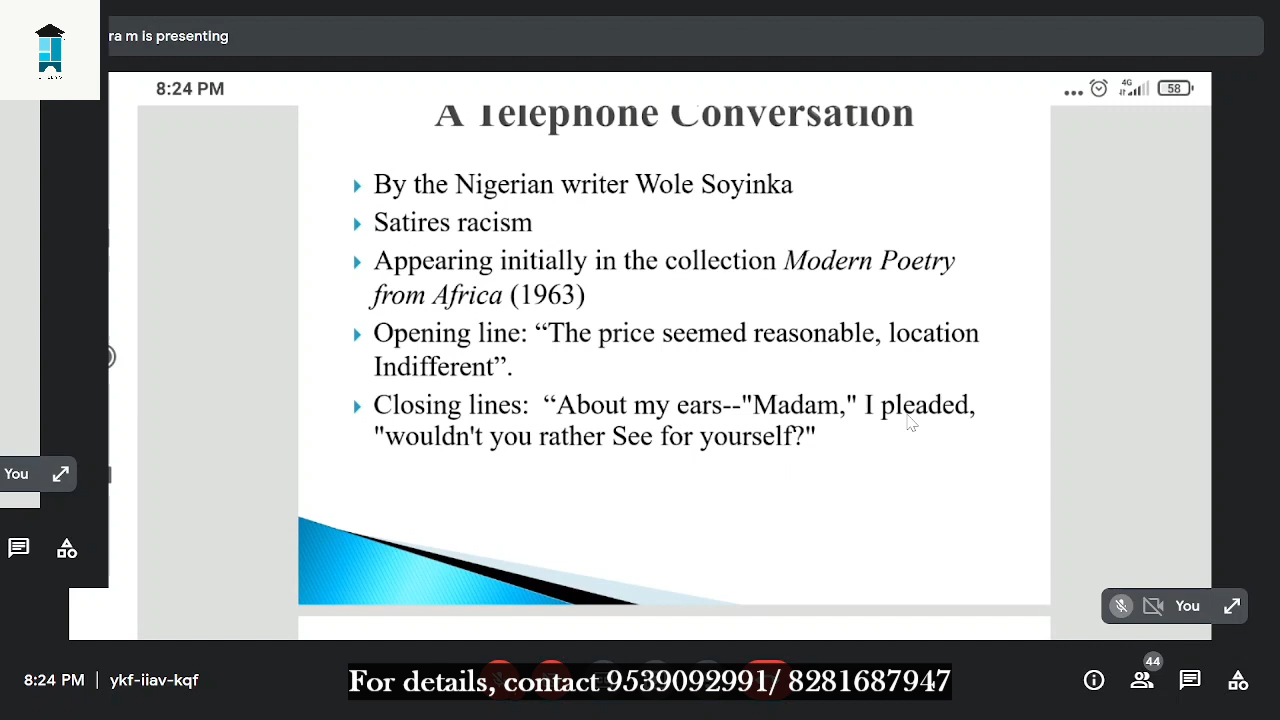 ra m is presenting
8:24 PM
4G
58
A Telephone Conversation
By the Nigerian writer Wole Soyinka
Satires racism
Appearing initially in the collection Modern Poetry
from Africa (1963)
Opening line: “The price seemed reasonable, location
Indifferent”.
Closing lines:  “About my ears--"Madam," I pleaded,
"wouldn't you rather See for yourself?"
You
You
44
8:24 PM | ykf-iiav-kqf
For details, contact 9539092991/ 8281687947